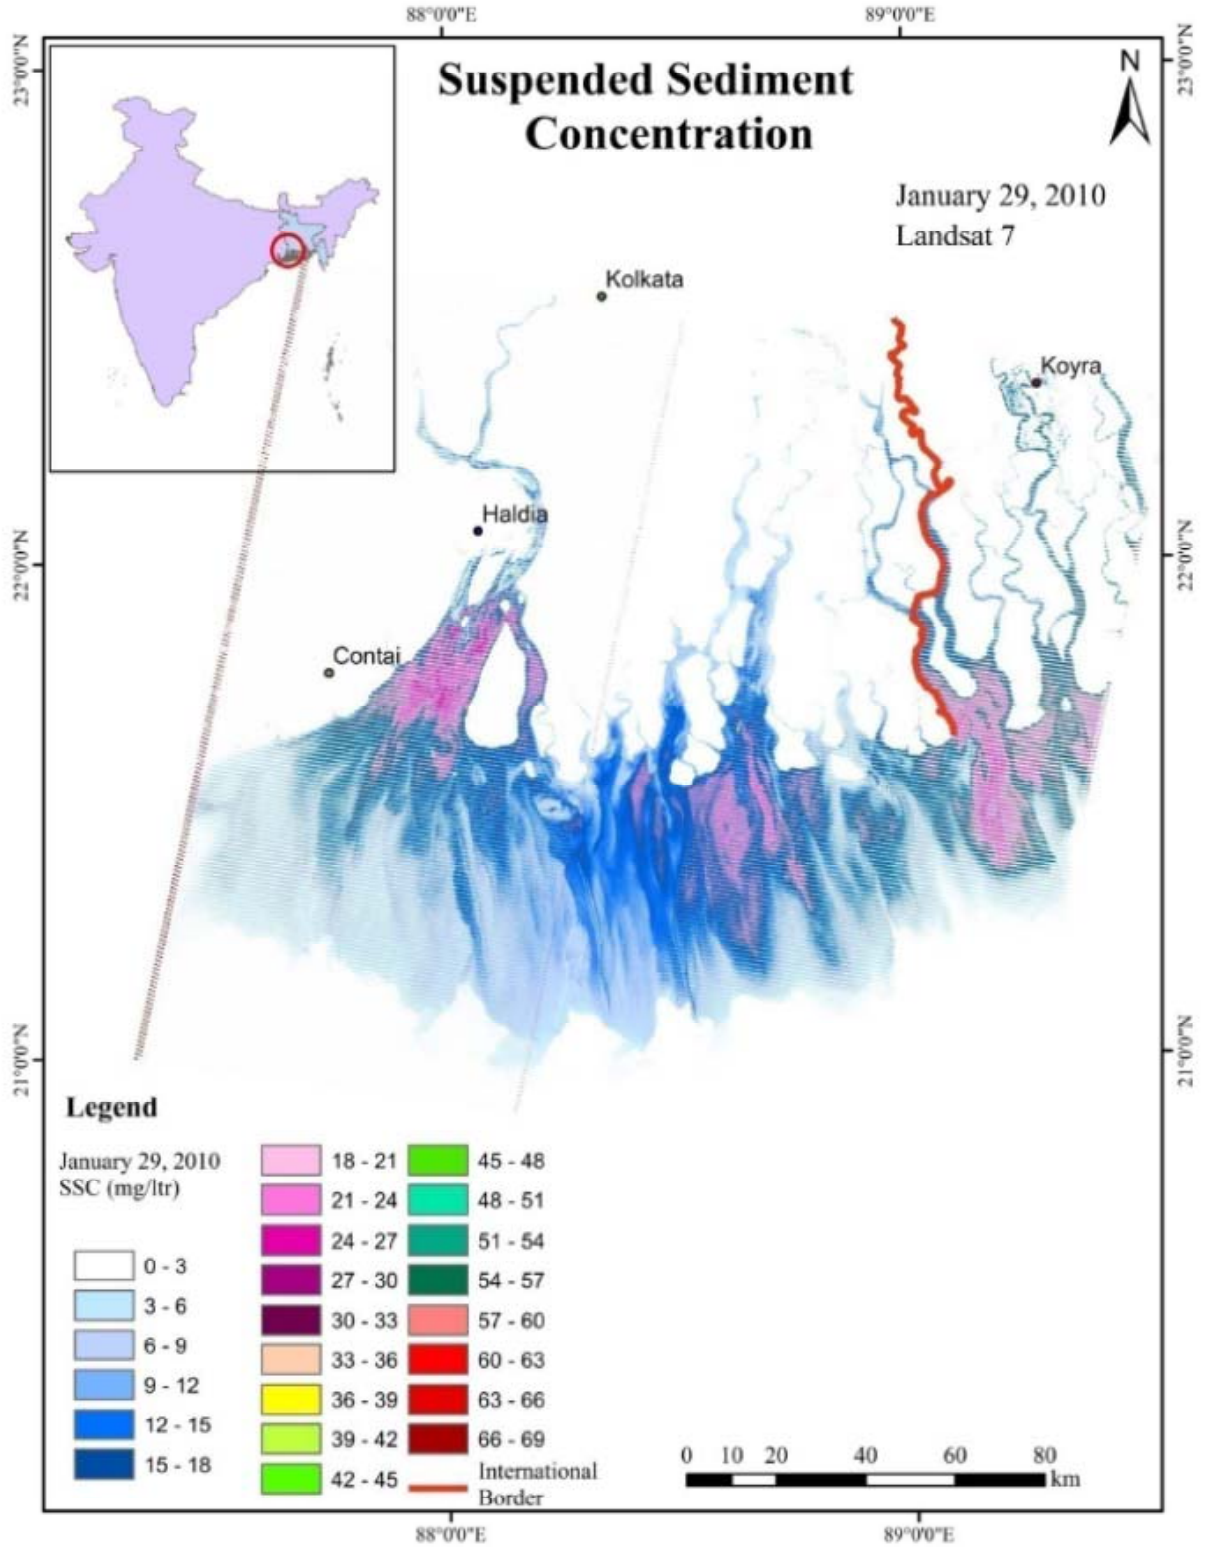 88°0'0"E
89°0'0"E
23°0'0"N
23°0'0"N
Suspended Sediment
Concentration
N
January 29, 2010
Landsat 7
Kolkata
Koyra
Haldia
22°0'0"N
22°0'0"N
Contai
21°0'0"N
21°0'0"N
Legend
January 29, 2010
SSC (mg/ltr)
0 - 3
3 - 6
6 - 9
9 - 12
12 - 15
15 - 18
18 - 21
21 - 24
24 - 27
27 - 30
30 - 33
33 - 36
36 - 39
39 - 42
42 - 45
45 - 48
48 - 51
51 - 54
54 - 57
57 - 60
60 - 63
63 - 66
66 - 69
International
Border
0 10 20 40 60 80
km
88°0'0"E
89°0'0"E